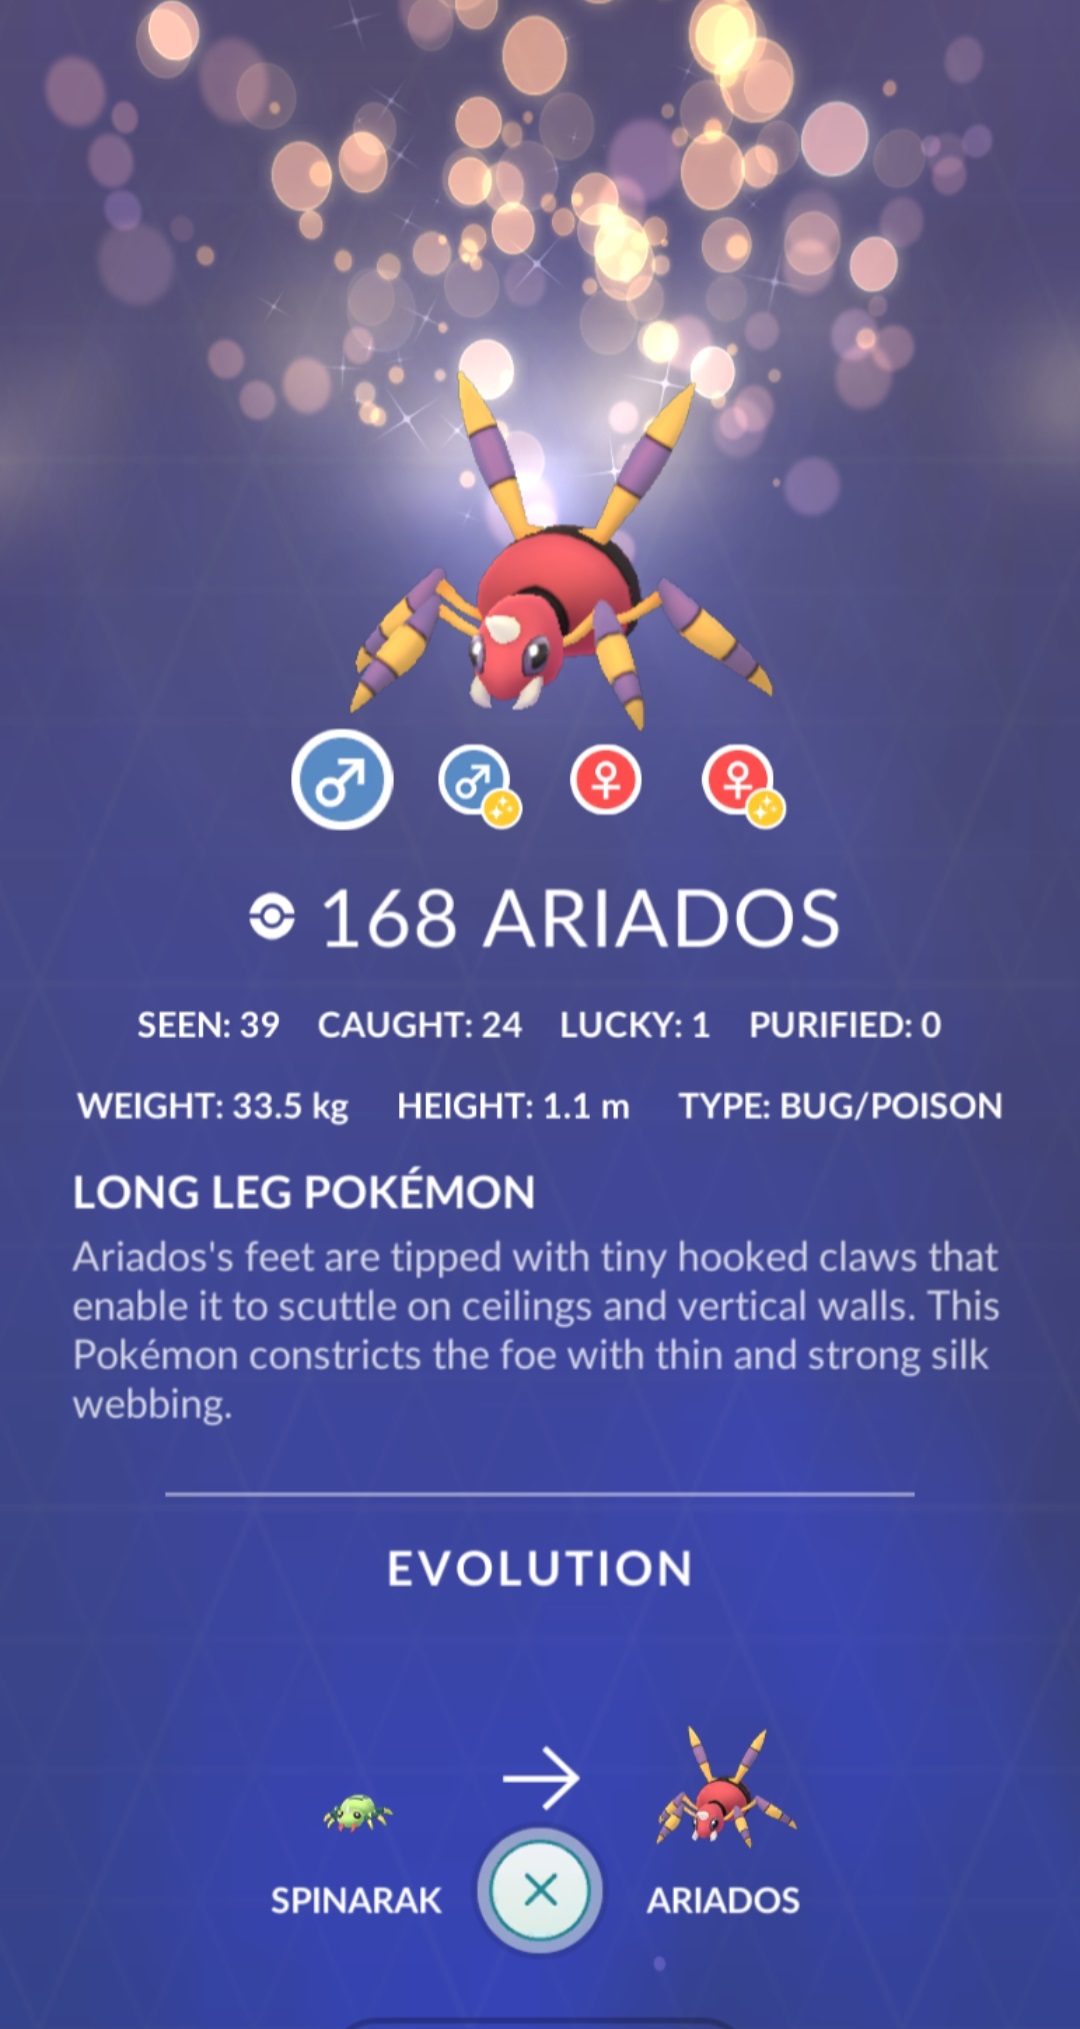 168 ARIADOS
SEEN: 39 CAUGHT: 24 LUCKY: 1 PURIFIED: 0
WEIGHT: 33.5 kg HEIGHT: 1.1 m TYPE: BUG/POISON
LONG LEG POKÉMON
Ariados's feet are tipped with tiny hooked claws that
enable it to scuttle on ceilings and vertical walls. This
Pokémon constricts the foe with thin and strong silk
webbing.
EVOLUTION
SPINARAK ARIADOS